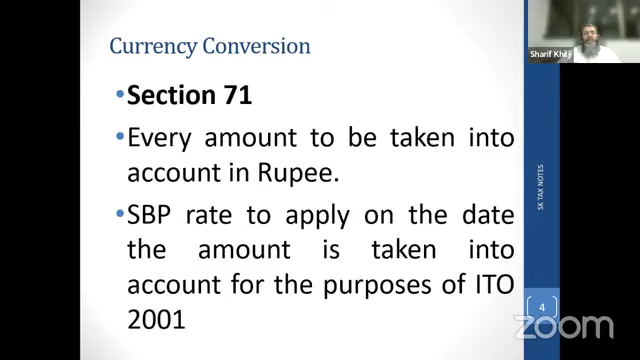 Currency Conversion
Sharif Khilji
•Section 71
•Every amount to be taken into
account in Rupee.
•SBP rate to apply on the date
the amount is taken into
account for the purposes of ITO
2001
SK TAX NOTES
4
zoom